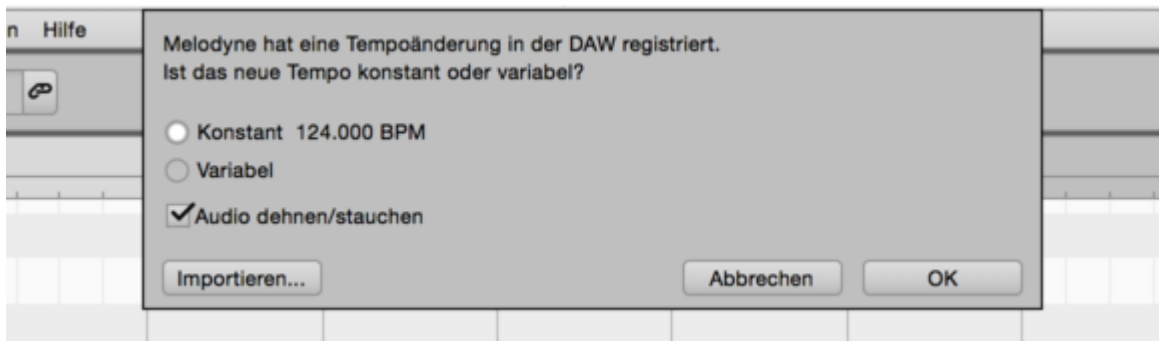 n Hilfe
Melodyne hat eine Tempoänderung in der DAW registriert.
Ist das neue Tempo konstant oder variabel?
Konstant 124.000 BPM
Variabel
Audio dehnen/stauchen
Importieren...
Abbrechen
OK